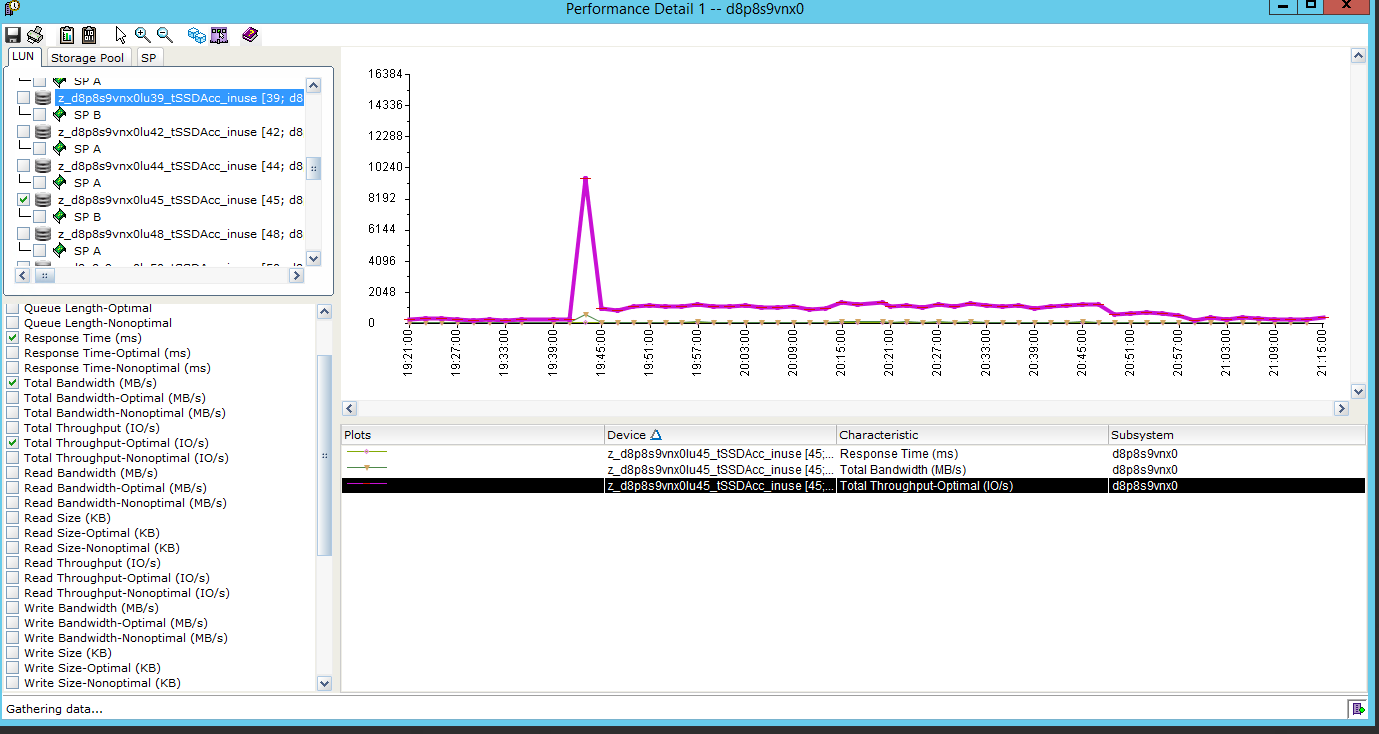 Performance Detail 1 -- d8p8s9vnx0
LUN Storage Pool SP
SP A
z_d8p8s9vnx0lu39_tSSDAcc_inuse [39; d8
SP B
z_d8p8s9vnx0lu42_tSSDAcc_inuse [42; d8
SP A
z_d8p8s9vnx0lu44_tSSDAcc_inuse [44; d8
SP A
z_d8p8s9vnx0lu45_tSSDAcc_inuse [45; d8
SP B
z_d8p8s9vnx0lu48_tSSDAcc_inuse [48; d8
SP A
Queue Length-Optimal
Queue Length-Nonoptimal
Response Time (ms)
Response Time-Optimal (ms)
Response Time-Nonoptimal (ms)
Total Bandwidth (MB/s)
Total Bandwidth-Optimal (MB/s)
Total Bandwidth-Nonoptimal (MB/s)
Total Throughput (IO/s)
Total Throughput-Optimal (IO/s)
Total Throughput-Nonoptimal (IO/s)
Read Bandwidth (MB/s)
Read Bandwidth-Optimal (MB/s)
Read Bandwidth-Nonoptimal (MB/s)
Read Size (KB)
Read Size-Optimal (KB)
Read Size-Nonoptimal (KB)
Read Throughput (IO/s)
Read Throughput-Optimal (IO/s)
Read Throughput-Nonoptimal (IO/s)
Write Bandwidth (MB/s)
Write Bandwidth-Optimal (MB/s)
Write Bandwidth-Nonoptimal (MB/s)
Write Size (KB)
Write Size-Optimal (KB)
Write Size-Nonoptimal (KB)
16384
14336
12288
10240
8192
6144
4096
2048
0
19:21:00 19:27:00 19:33:00 19:39:00 19:45:00 19:51:00 19:57:00 20:03:00 20:09:00 20:15:00 20:21:00 20:27:00 20:33:00 20:39:00 20:45:00 20:51:00 20:57:00 21:03:00 21:09:00 21:15:00
Plots Device Characteristic Subsystem
z_d8p8s9vnx0lu45_tSSDAcc_inuse [45;... Response Time (ms) d8p8s9vnx0
z_d8p8s9vnx0lu45_tSSDAcc_inuse [45;... Total Bandwidth (MB/s) d8p8s9vnx0
z_d8p8s9vnx0lu45_tSSDAcc_inuse [45;... Total Throughput-Optimal (IO/s) d8p8s9vnx0
Gathering data...